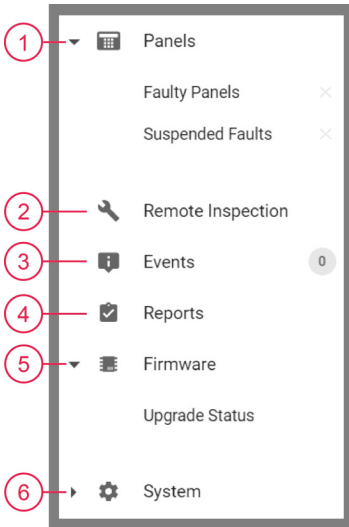 1 Panels
Faulty Panels
Suspended Faults
2 Remote Inspection
3 Events 0
4 Reports
5 Firmware
Upgrade Status
6 System